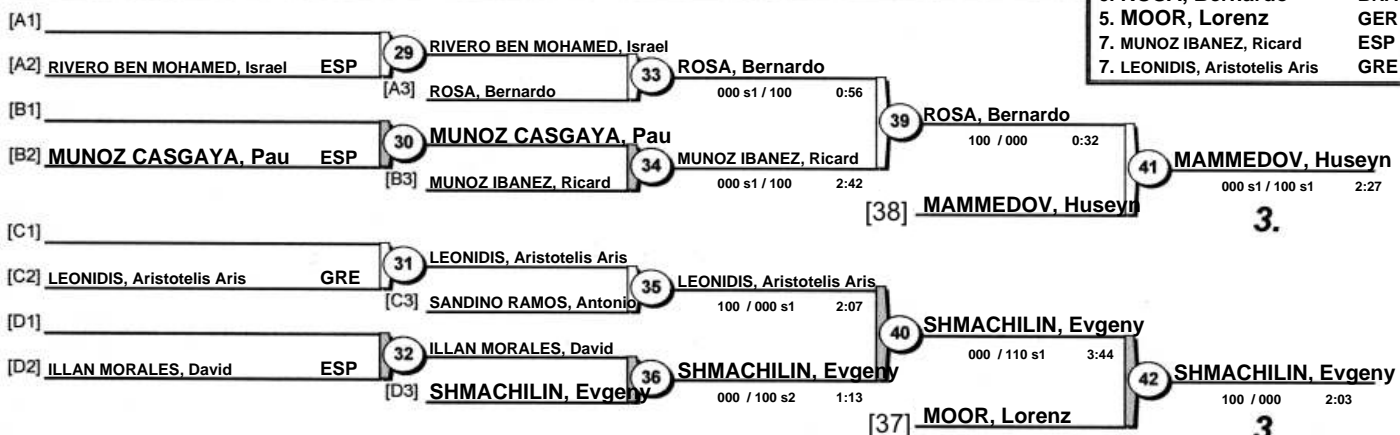 5. MOOR, Lorenz GER
7. MUNOZ IBANEZ, Ricard ESP
7. LEONIDIS, Aristotelis Aris GRE
[A1]
[A2] RIVERO BEN MOHAMED, Israel ESP
29
RIVERO BEN MOHAMED, Israel
[A3] ROSA, Bernardo
33
ROSA, Bernardo
000 s1 / 100 0:56
[B1]
[B2] MUNOZ CASGAYA, Pau ESP
30
MUNOZ CASGAYA, Pau
[B3] MUNOZ IBANEZ, Ricard
34
MUNOZ IBANEZ, Ricard
000 s1 / 100 2:42
39
ROSA, Bernardo
100 / 000 0:32
[38] MAMMEDOV, Huseyn
41
MAMMEDOV, Huseyn
000 s1 / 100 s1 2:27
3.
[C1]
[C2] LEONIDIS, Aristotelis Aris GRE
31
LEONIDIS, Aristotelis Aris
[C3] SANDINO RAMOS, Antonio
35
LEONIDIS, Aristotelis Aris
100 / 000 s1 2:07
[D1]
[D2] ILLAN MORALES, David ESP
32
ILLAN MORALES, David
[D3] SHMACHILIN, Evgeny
36
SHMACHILIN, Evgeny
000 / 100 s2 1:13
40
SHMACHILIN, Evgeny
000 / 110 s1 3:44
[37] MOOR, Lorenz
42
SHMACHILIN, Evgeny
100 / 000 2:03
3